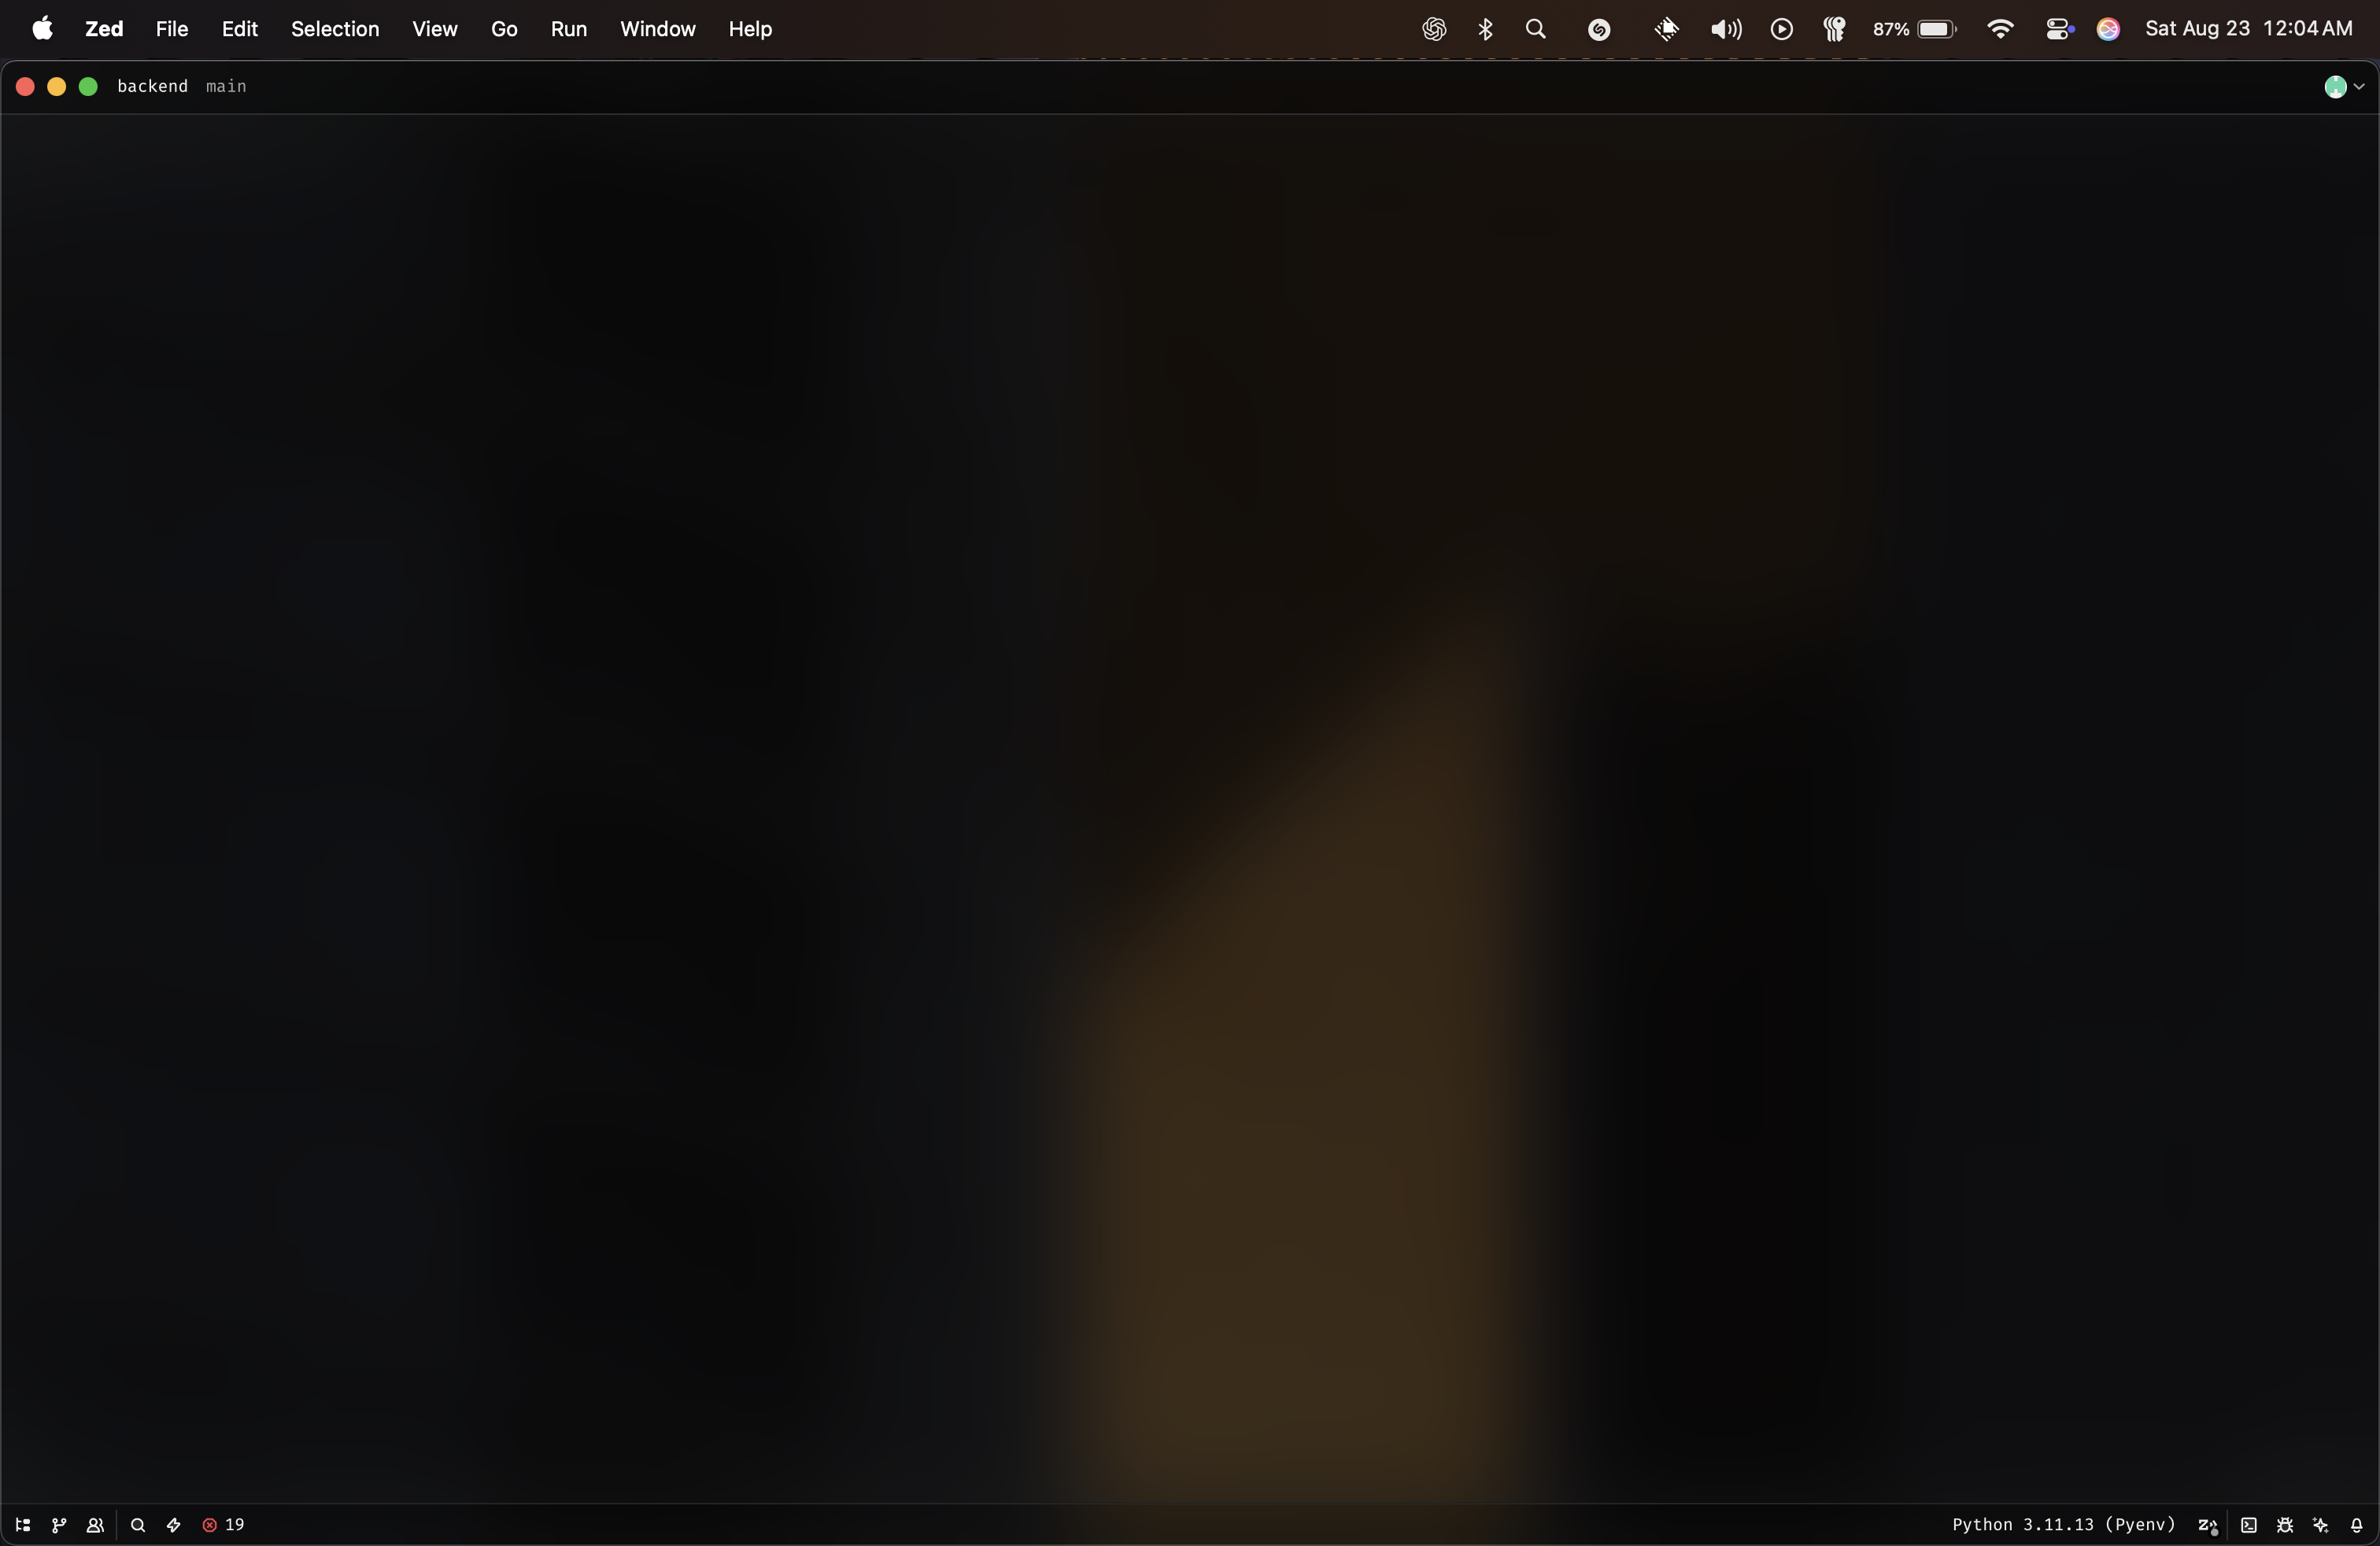 Zed File Edit Selection View Go Run Window Help 87% Sat Aug 23 12:04 AM
backend main
19 Python 3.11.13 (Pyenv)